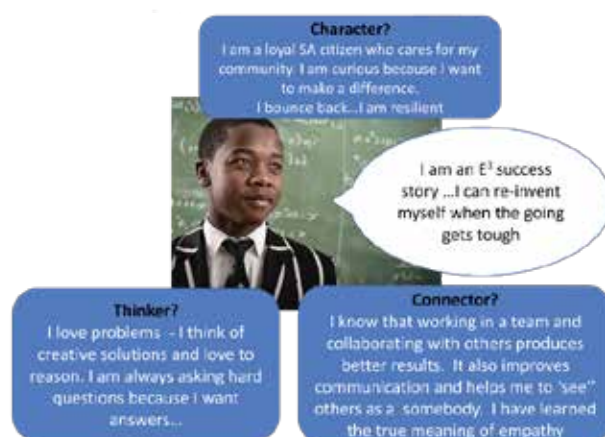 Character?
I am a loyal SA citizen who cares for my
community. I am curious because I want
to make a difference.
I bounce back...I am resilient
I am an E³ success
story ...I can re-invent
myself when the going
gets tough
Thinker?
I love problems - I think of
creative solutions and love to
reason. I am always asking hard
questions because I want
answers...
Connector?
I know that working in a team and
collaborating with others produces
better results. It also improves
communication and helps me to 'see"
others as a somebody. I have learned
the true meaning of empathy